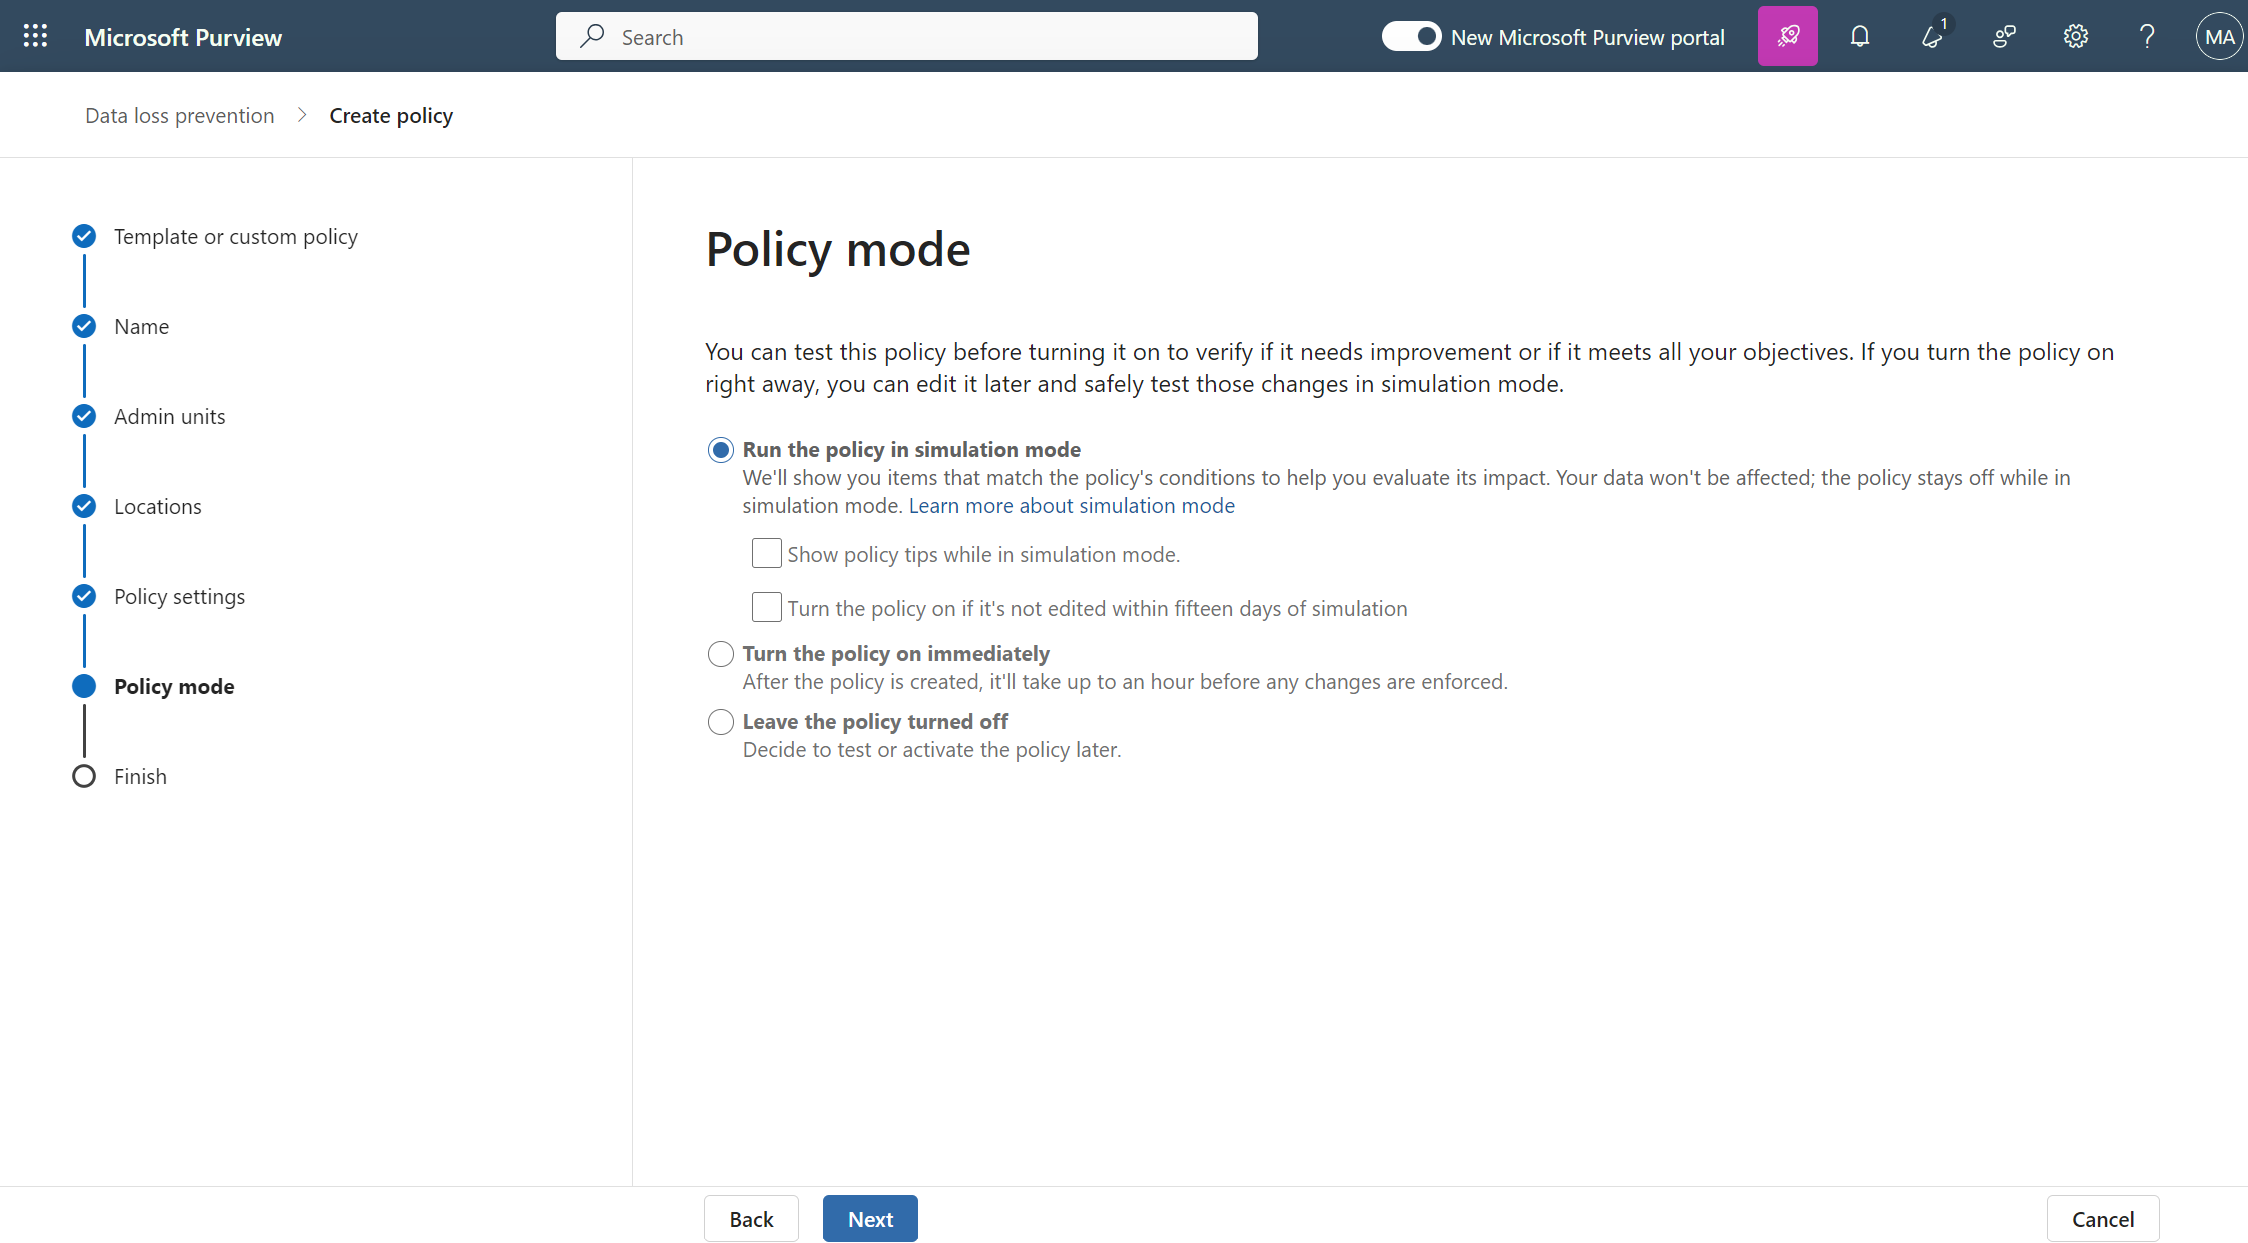 Microsoft Purview
Search
New Microsoft Purview portal
1
MA
Data loss prevention
Create policy
Template or custom policy
Name
Admin units
Locations
Policy settings
Policy mode
Finish
Policy mode
You can test this policy before turning it on to verify if it needs improvement or if it meets all your objectives. If you turn the policy on
right away, you can edit it later and safely test those changes in simulation mode.
Run the policy in simulation mode
We'll show you items that match the policy's conditions to help you evaluate its impact. Your data won't be affected; the policy stays off while in
simulation mode. Learn more about simulation mode
Show policy tips while in simulation mode.
Turn the policy on if it's not edited within fifteen days of simulation
Turn the policy on immediately
After the policy is created, it'll take up to an hour before any changes are enforced.
Leave the policy turned off
Decide to test or activate the policy later.
Back
Next
Cancel